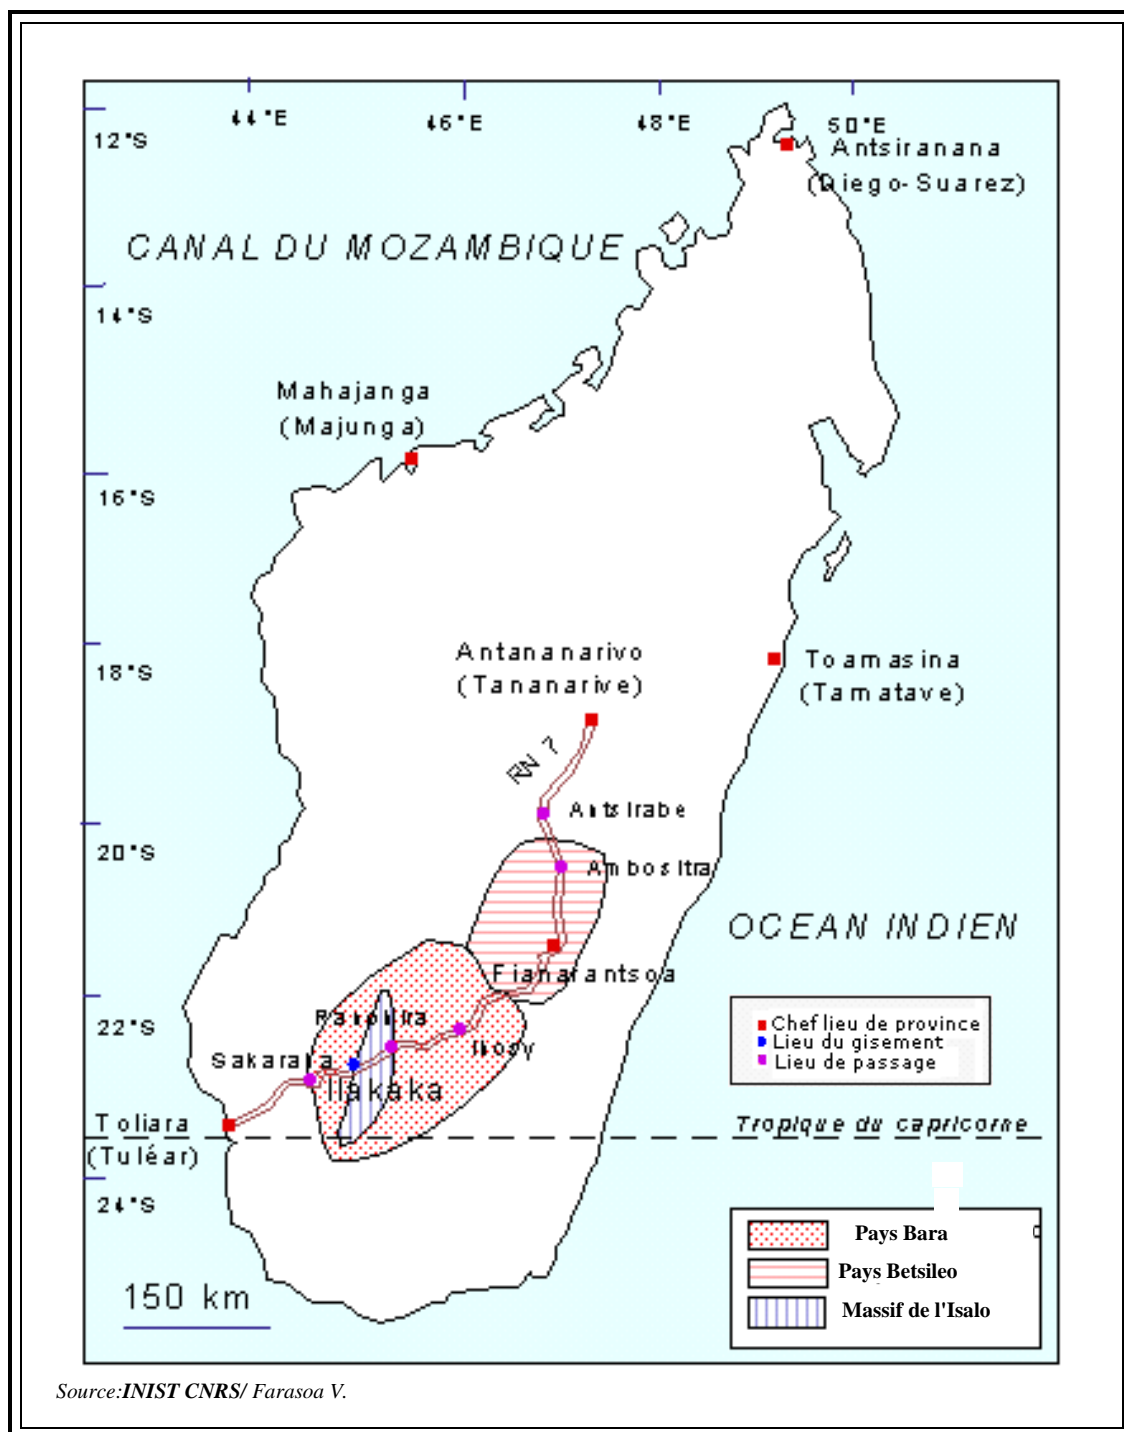 44°E
46°E
48°E
50°E
12°S
Antsiranana
(Diego-Suarez)
CANAL DU MOZAMBIQUE
14°S
Mahajanga
(Majunga)
16°S
Antananarivo
(Tananarive)
18°S
Toamasina
(Tamatave)
RN 7
Antsirabe
20°S
Ambositra
OCEAN INDIEN
Fianarantsoa
22°S
Ihosy
Sakaraha
Ilakaka
Chef lieu de province
Lieu du gisement
Lieu de passage
Toliara
(Tuléar)
Tropique du capricorne
24°S
Pays Bara
Pays Betsileo
Massif de l'Isalo
150 km
Source:INIST CNRS/ Farasoa V.